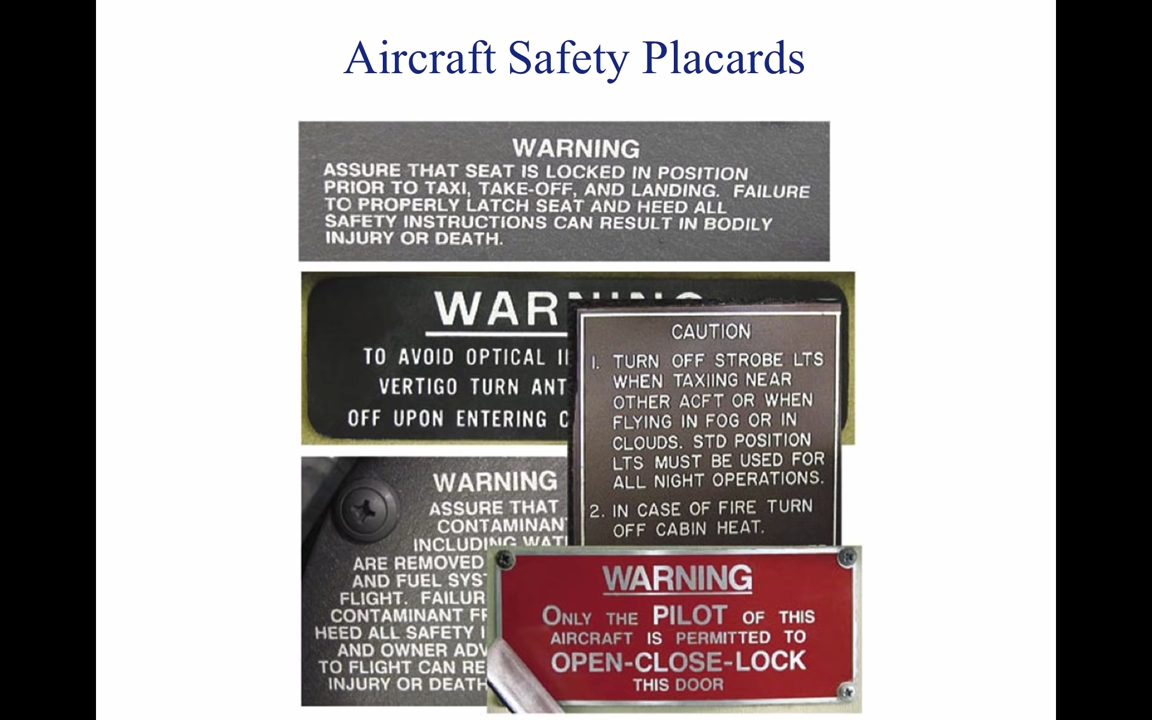 Aircraft Safety Placards
WARNING
ASSURE THAT SEAT IS LOCKED IN POSITION
PRIOR TO TAXI, TAKE-OFF, AND LANDING. FAILURE
TO PROPERLY LATCH SEAT AND HEED ALL
SAFETY INSTRUCTIONS CAN RESULT IN BODILY
INJURY OR DEATH.
WARNING
TO AVOID OPTICAL
VERTIGO TURN
OFF UPON ENTERING
CAUTION
1. TURN OFF STROBE LTS
WHEN TAXIING NEAR
OTHER ACFT OR WHEN
FLYING IN FOG OR IN
CLOUDS. STD POSITION
LTS MUST BE USED FOR
ALL NIGHT OPERATIONS.
2. IN CASE OF FIRE TURN
OFF CABIN HEAT.
WARNING
ASSURE THAT
CONTAMINANT
INCLUDING
ARE REMOVED
AND FUEL
FLIGHT.
CONTAMINANT
HEED ALL SAFETY
AND OWNER
TO FLIGHT CAN
INJURY OR DEATH
WARNING
ONLY THE PILOT OF THIS
AIRCRAFT IS PERMITTED TO
OPEN-CLOSE-LOCK
THIS DOOR